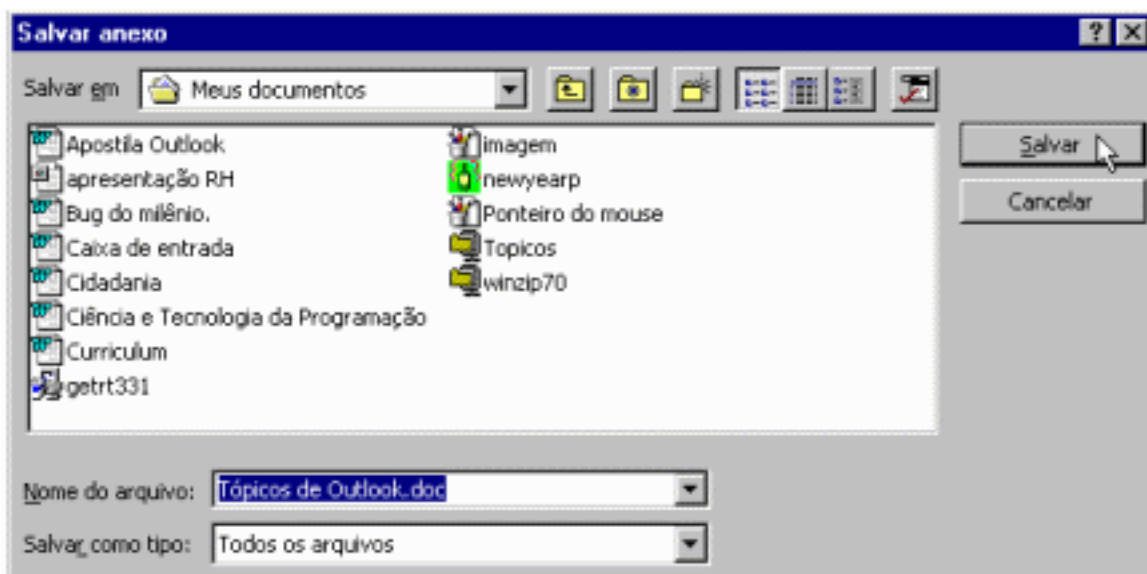 Salvar anexo
Salvar em Meus documentos
Apostila Outlook
apresentação RH
Bug do milênio.
Caixa de entrada
Cidadania
Ciência e Tecnologia da Programação
Curriculum
getrt331
imagem
newyearp
Ponteiro do mouse
Topicos
winzip70
Salvar
Cancelar
Nome do arquivo: Tópicos de Outlook.doc
Salvar como tipo: Todos os arquivos